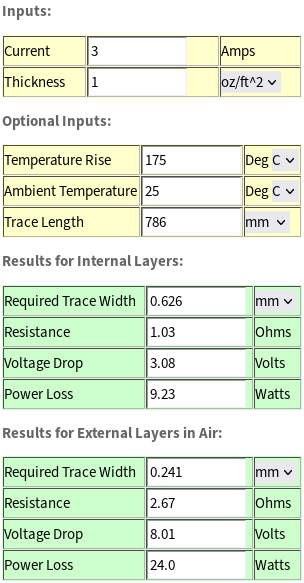 Inputs:
Current 3 Amps
Thickness 1 oz/ft^2
Optional Inputs:
Temperature Rise 175 Deg C
Ambient Temperature 25 Deg C
Trace Length 786 mm
Results for Internal Layers:
Required Trace Width 0.626 mm
Resistance 1.03 Ohms
Voltage Drop 3.08 Volts
Power Loss 9.23 Watts
Results for External Layers in Air:
Required Trace Width 0.241 mm
Resistance 2.67 Ohms
Voltage Drop 8.01 Volts
Power Loss 24.0 Watts